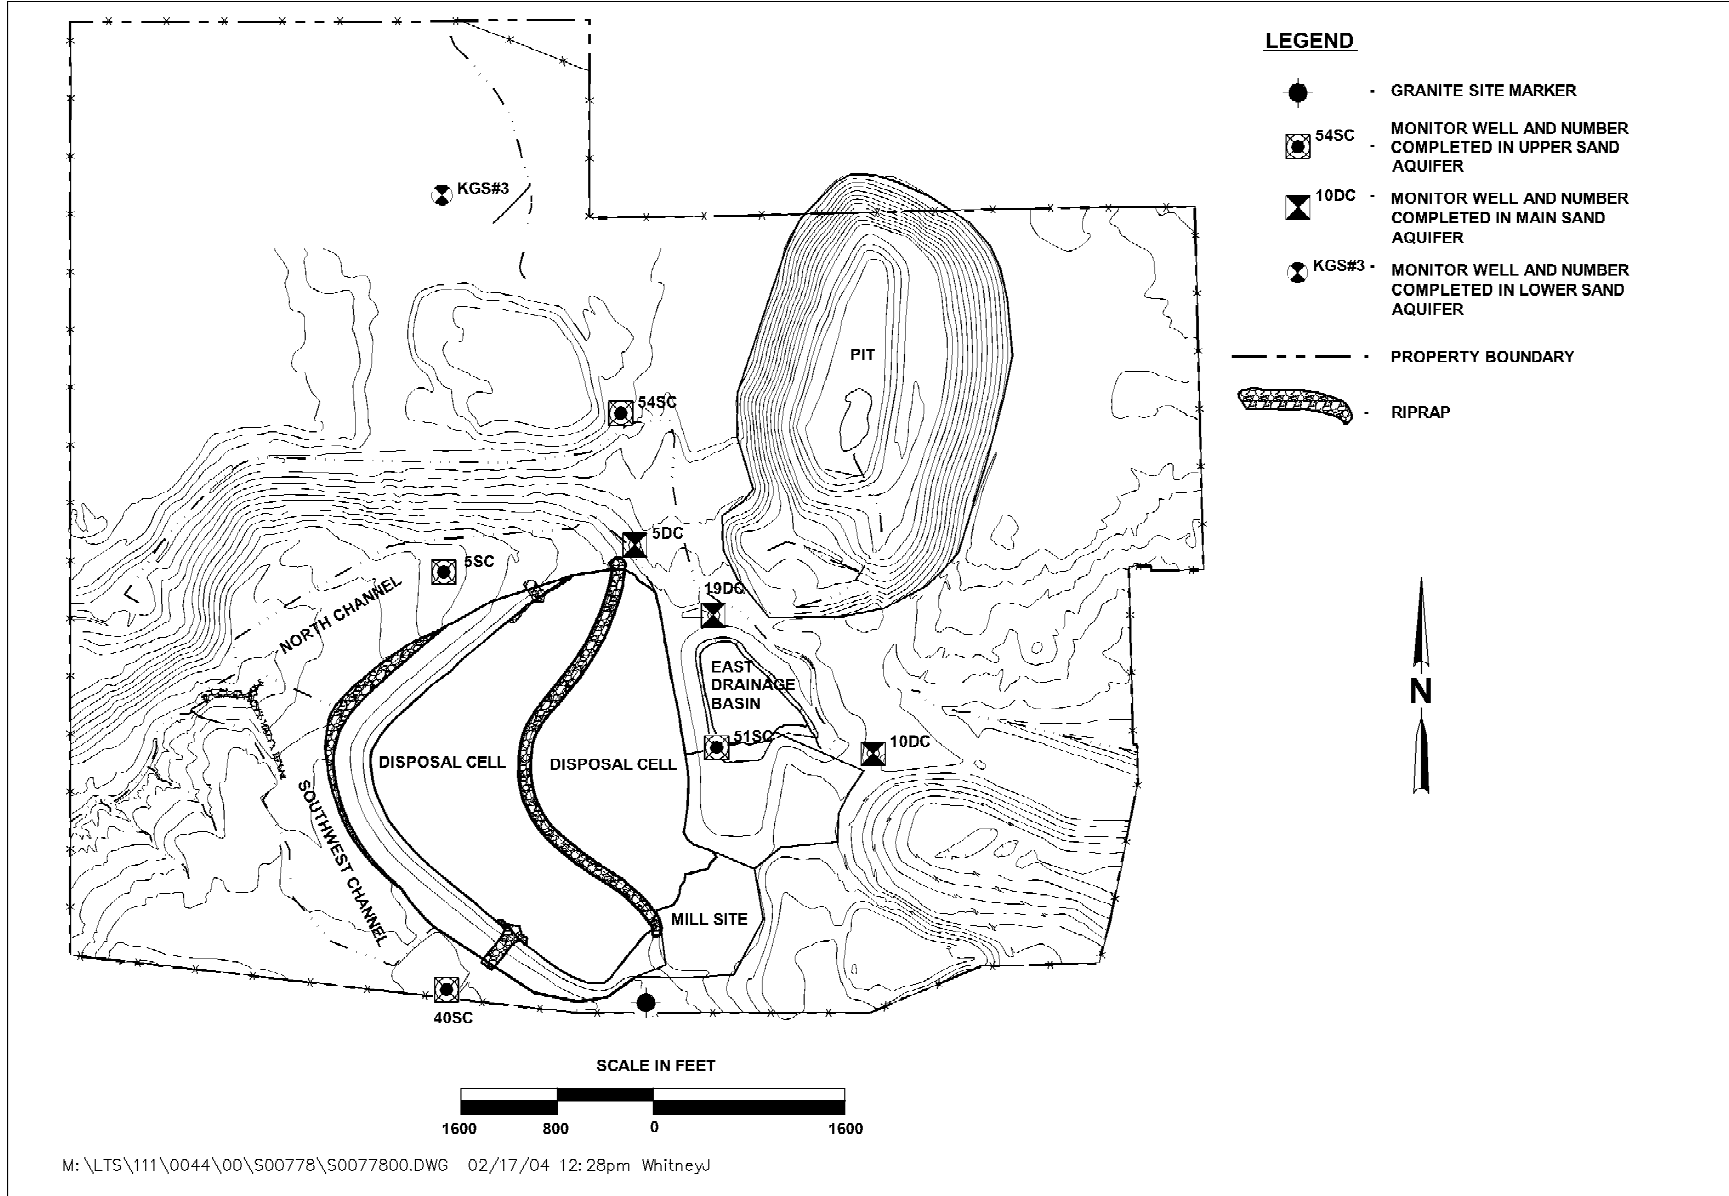 LEGEND
- GRANITE SITE MARKER
54SC - MONITOR WELL AND NUMBER
COMPLETED IN UPPER SAND
AQUIFER
10DC - MONITOR WELL AND NUMBER
COMPLETED IN MAIN SAND
AQUIFER
KGS#3 - MONITOR WELL AND NUMBER
COMPLETED IN LOWER SAND
AQUIFER
- PROPERTY BOUNDARY
- RIPRAP
KGS#3
PIT
54SC
5DC
5SC
19DC
NORTH CHANNEL
EAST
DRAINAGE
BASIN
N
51SC
10DC
DISPOSAL CELL
DISPOSAL CELL
SOUTHWEST CHANNEL
MILL SITE
40SC
SCALE IN FEET
1600 800 0 1600
M:\LTS\111\0044\00\S00778\S0077800.DWG 02/17/04 12:28pm WhitneyJ